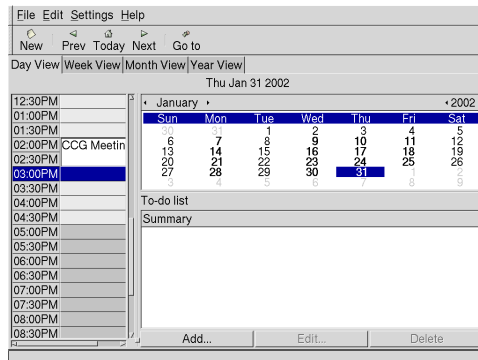 File Edit Settings Help
New Prev Today Next Go to
Day View Week View Month View Year View
Thu Jan 31 2002
12:30PM
01:00PM
01:30PM
02:00PM CCG Meetin
02:30PM
03:00PM
03:30PM
04:00PM
04:30PM
05:00PM
05:30PM
06:00PM
06:30PM
07:00PM
07:30PM
08:00PM
08:30PM
January 2002
Sun Mon Tue Wed Thu Fri Sat
30 31 1 2 3 4 5
6 7 8 9 10 11 12
13 14 15 16 17 18 19
20 21 22 23 24 25 26
27 28 29 30 31 1 2
3 4 5 6 7 8 9
To-do list
Summary
Add... Edit... Delete